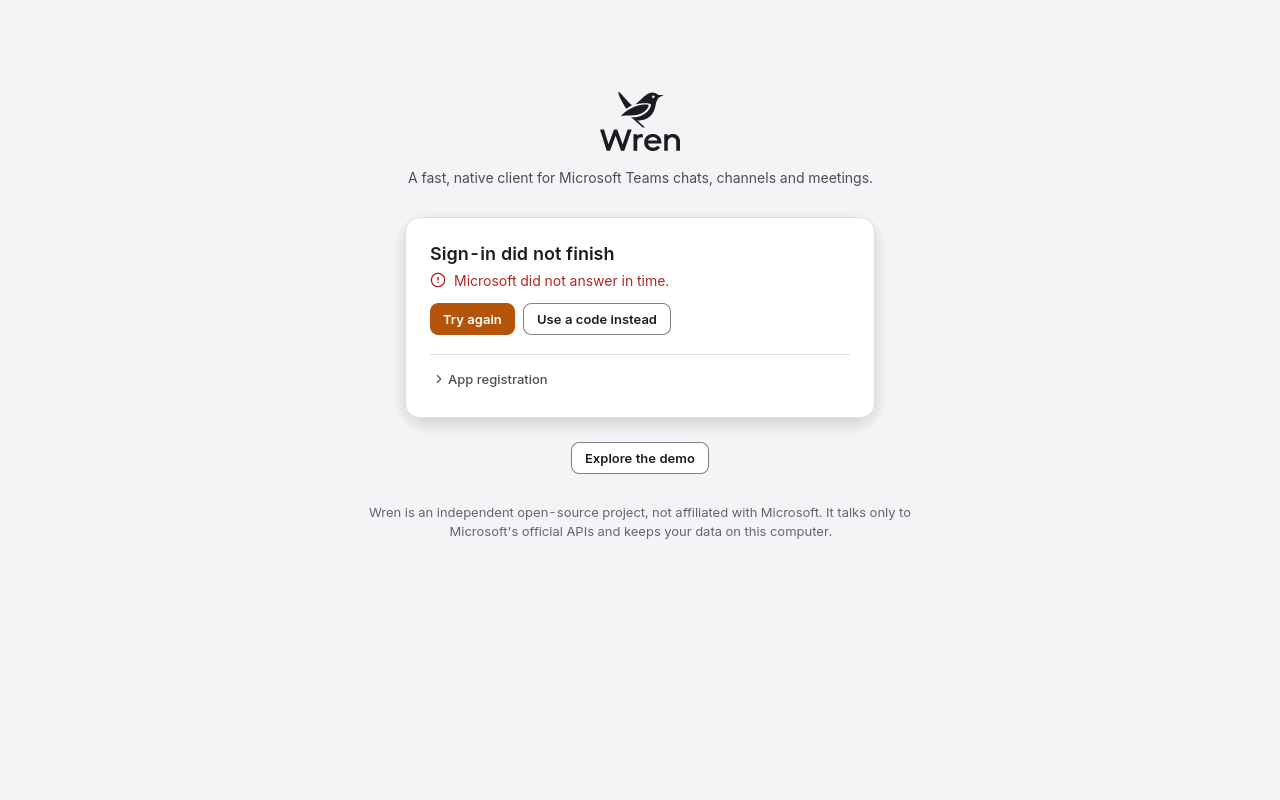 Wren
A fast, native client for Microsoft Teams chats, channels and meetings.
Sign-in did not finish
Microsoft did not answer in time.
Try again
Use a code instead
App registration
Explore the demo
Wren is an independent open-source project, not affiliated with Microsoft. It talks only to
Microsoft's official APIs and keeps your data on this computer.